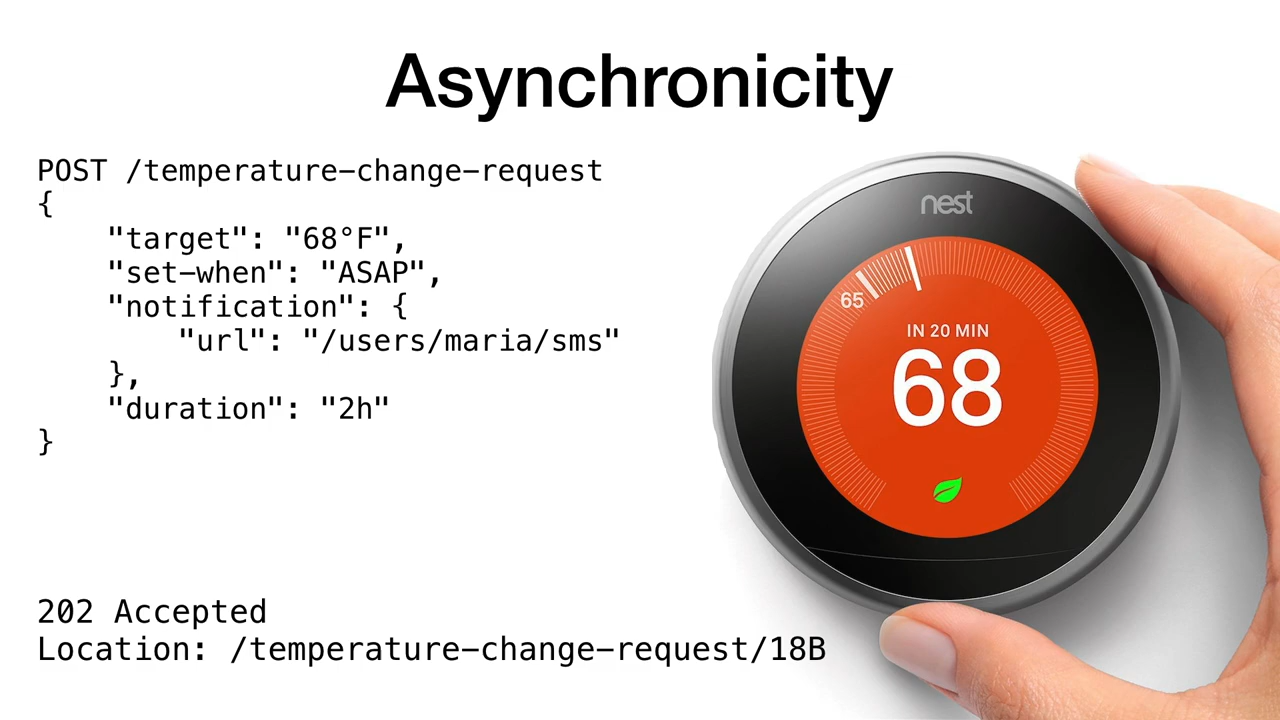 Asynchronicity
POST /temperature-change-request
{
    "target": "68°F",
    "set-when": "ASAP",
    "notification": {
        "url": "/users/maria/sms"
    },
    "duration": "2h"
}
202 Accepted
Location: /temperature-change-request/18B
nest
65
IN 20 MIN
68